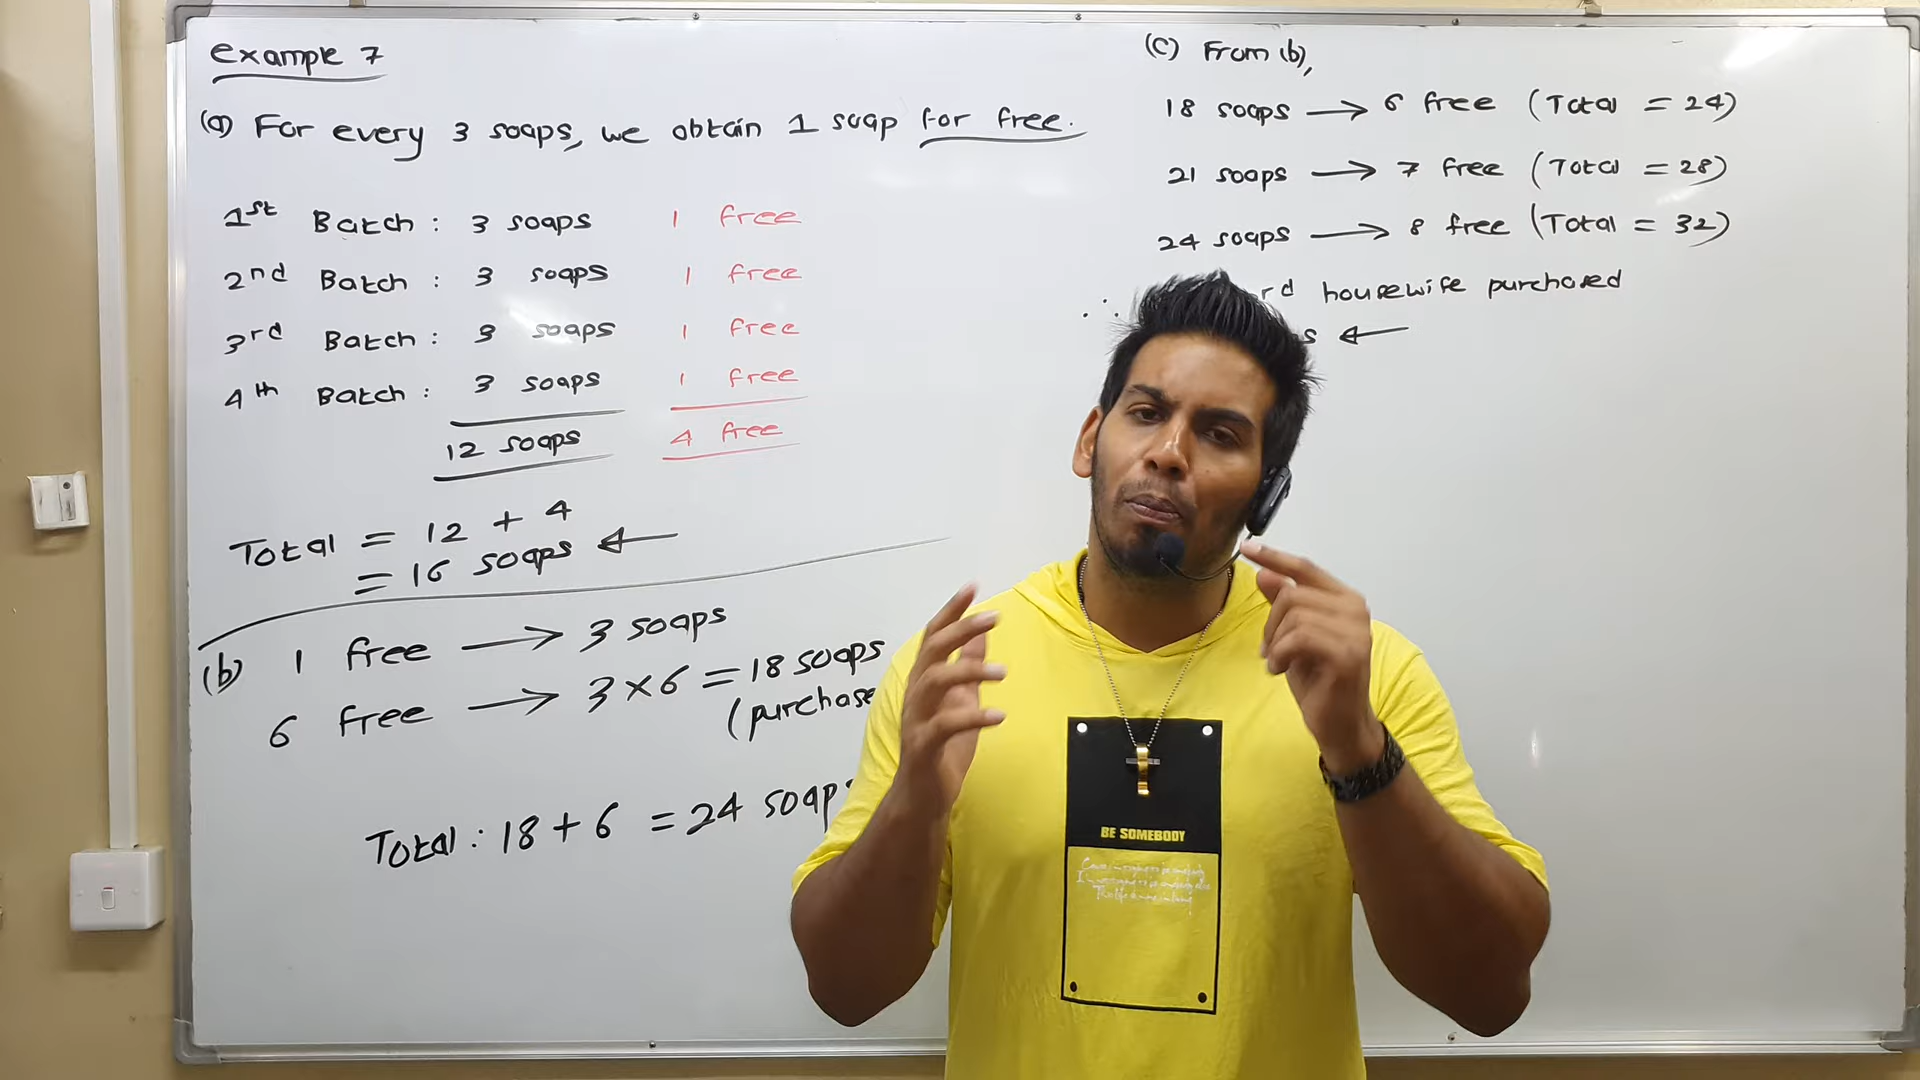 example 7
(a) For every 3 soaps, we obtain 1 soap for free.
1st Batch : 3 soaps 1 free
2nd Batch : 3 soaps 1 free
3rd Batch : 3 soaps 1 free
4th Batch : 3 soaps 1 free
12 soaps 4 free
Total = 12 + 4
= 16 soaps ←
(b) 1 free → 3 soaps
6 free → 3 × 6 = 18 soaps
(purchase
Total : 18 + 6 = 24 soap
(c) From (b),
18 soaps → 6 free (Total = 24)
21 soaps → 7 free (Total = 28)
24 soaps → 8 free (Total = 32)
∴ rd housewife purchased
s ←
BE SOMEBODY